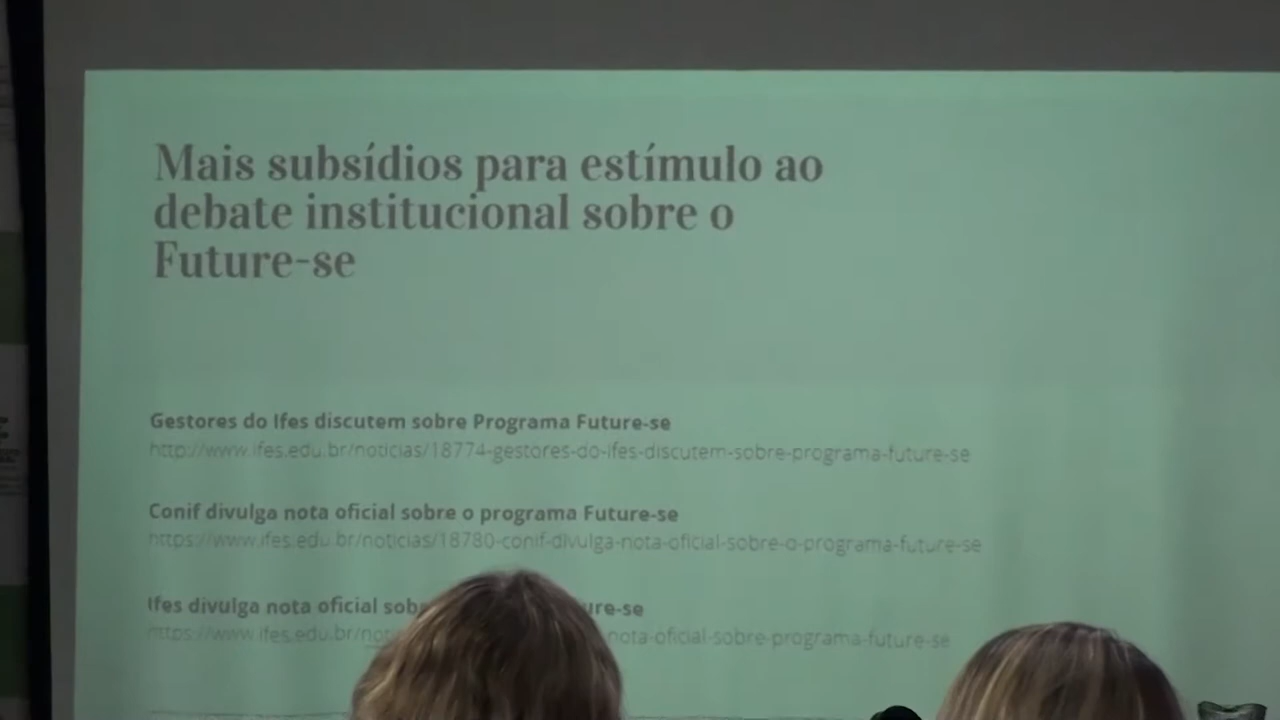 Mais subsídios para estímulo ao
debate institucional sobre o
Future-se
Gestores do Ifes discutem sobre Programa Future-se
http://www.ifes.edu.br/noticias/18774-gestores-do-ifes-discutem-sobre-programa-future-se
Conif divulga nota oficial sobre o programa Future-se
https://www.ifes.edu.br/noticias/18780-conif-divulga-nota-oficial-sobre-o-programa-future-se
Ifes divulga nota oficial ure-se
https://www.ifes.edu.br/not nota-oficial-sobre-programa-future-se